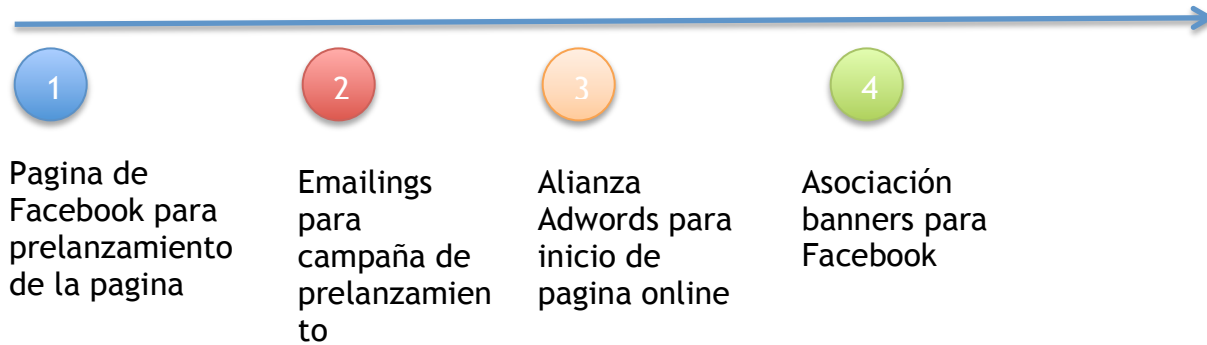 1
2
3
4
Pagina de
Facebook para
prelanzamiento
de la pagina
Emailings
para
campaña de
prelanzamien
to
Alianza
Adwords para
inicio de
pagina online
Asociación
banners para
Facebook